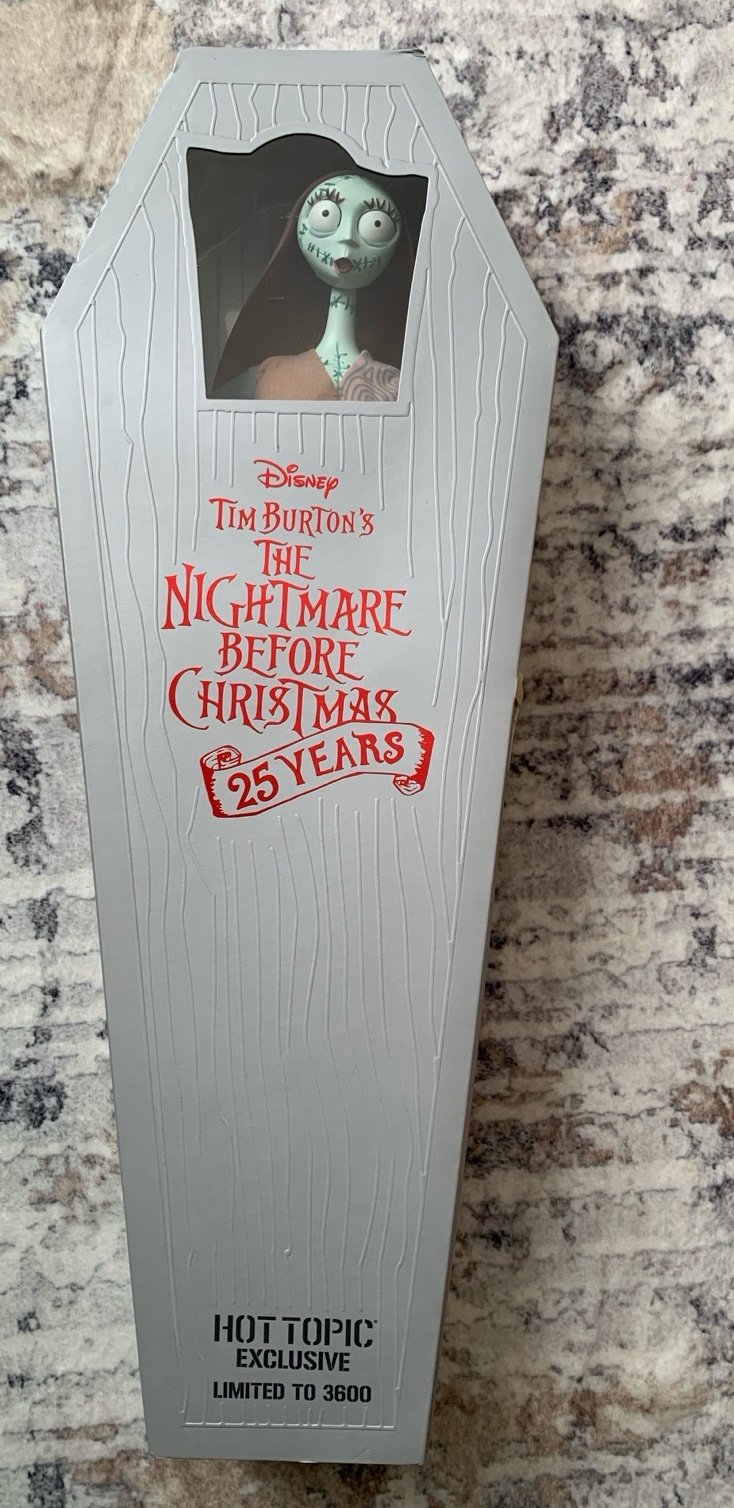 Disney
TIM BURTON'S
THE
NIGHTMARE
BEFORE
CHRISTMAS
25 YEARS
HOT TOPIC®
EXCLUSIVE
LIMITED TO 3600